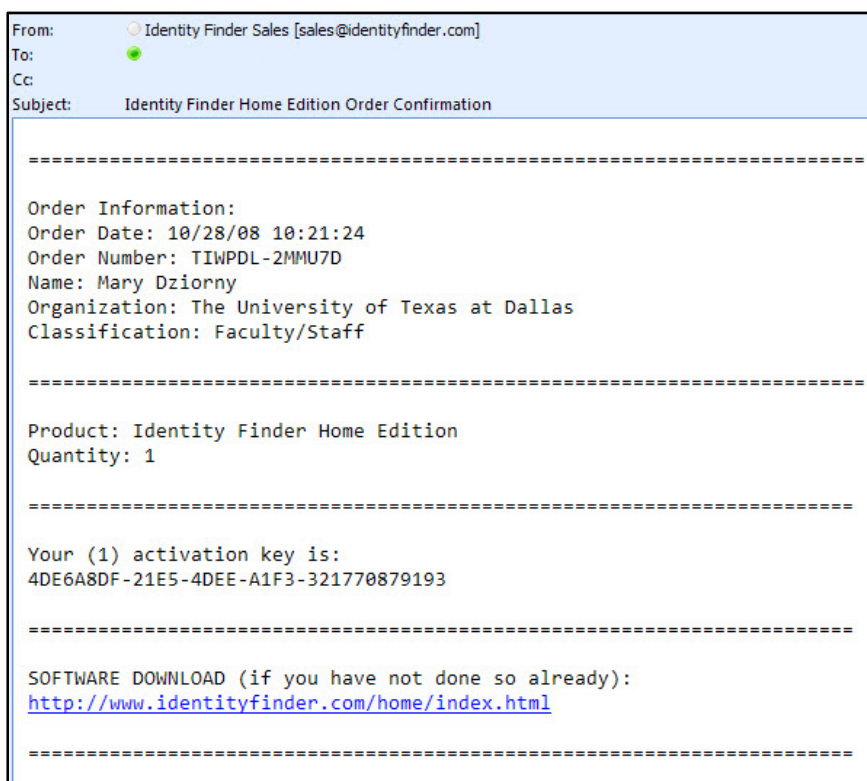 From: Identity Finder Sales [sales@identityfinder.com]
To:
Cc:
Subject: Identity Finder Home Edition Order Confirmation
========================================================================
Order Information:
Order Date: 10/28/08 10:21:24
Order Number: TIWPDL-2MMU7D
Name: Mary Dziorny
Organization: The University of Texas at Dallas
Classification: Faculty/Staff
========================================================================
Product: Identity Finder Home Edition
Quantity: 1
=======================================================================
Your (1) activation key is:
4DE6A8DF-21E5-4DEE-A1F3-321770879193
=======================================================================
SOFTWARE DOWNLOAD (if you have not done so already):
http://www.identityfinder.com/home/index.html
=======================================================================